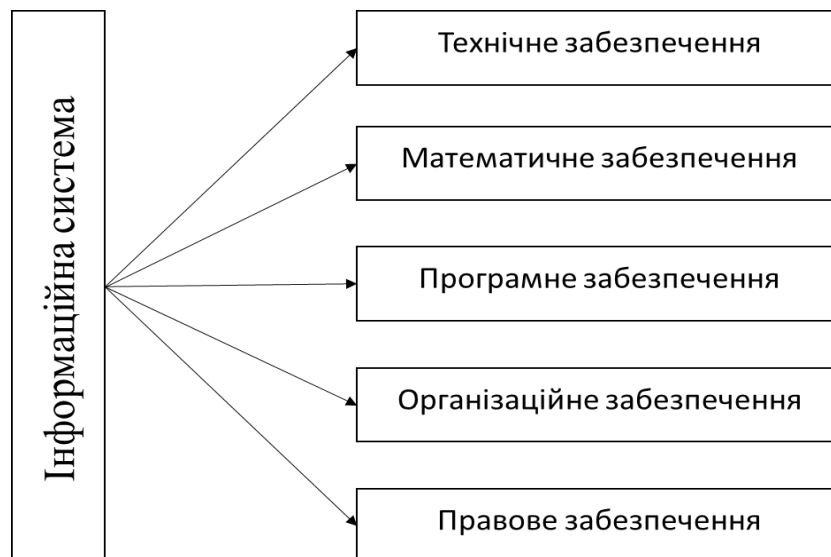 Інформаційна система
Технічне забезпечення
Математичне забезпечення
Програмне забезпечення
Організаційне забезпечення
Правове забезпечення